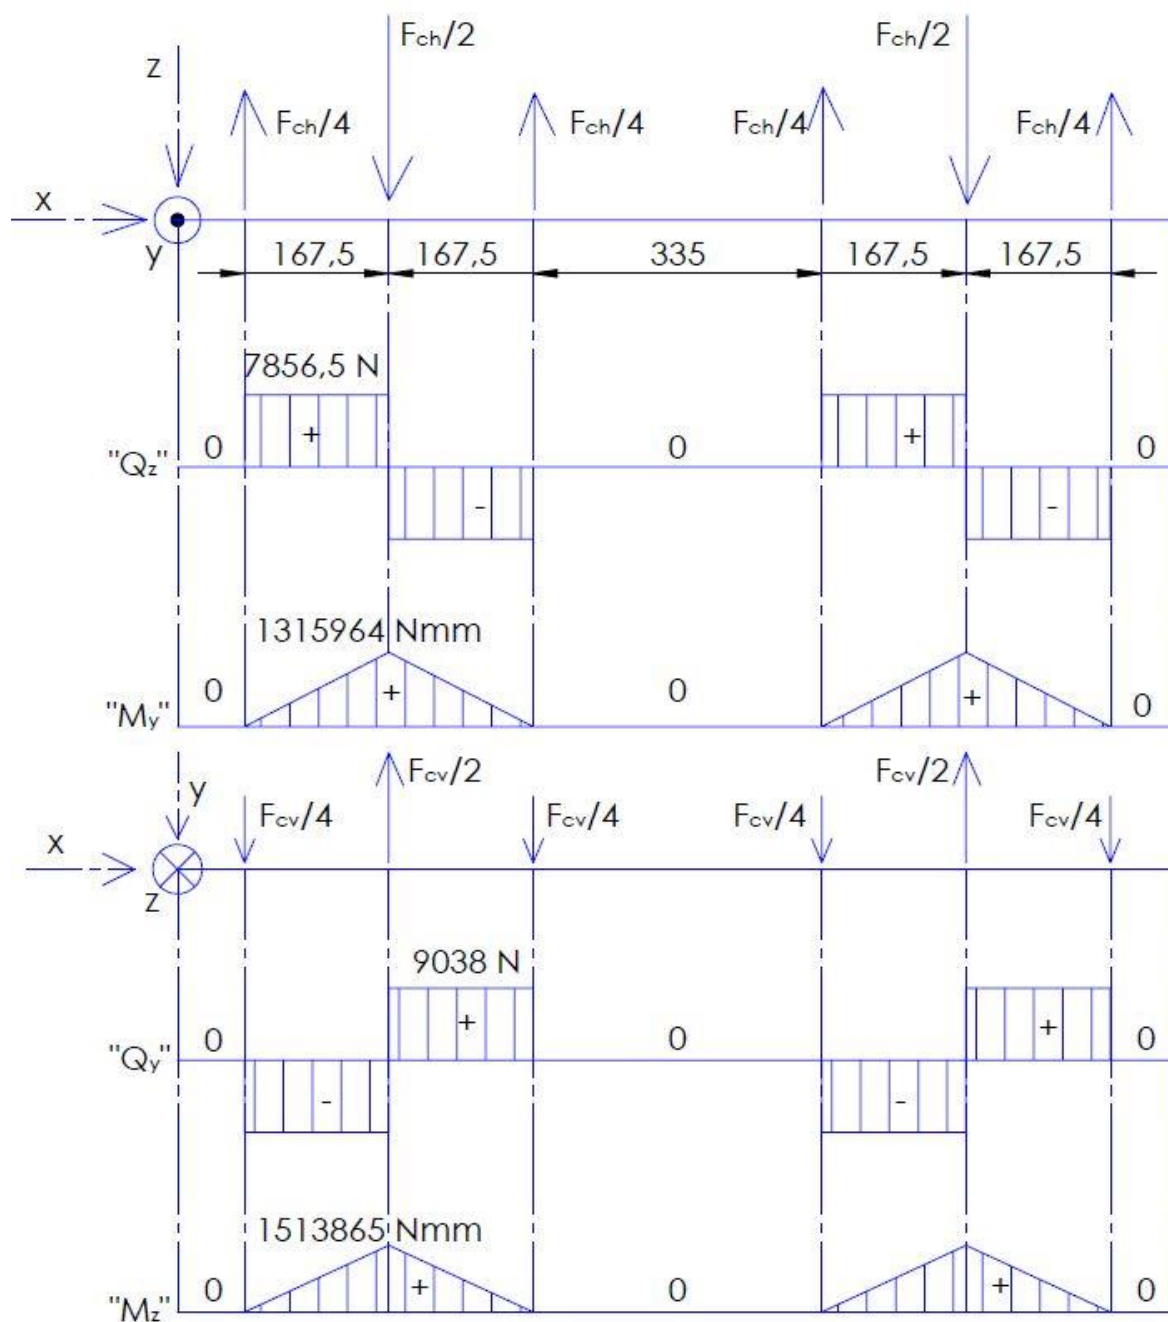 Fch/2 Fch/2
z
Fch/4 Fch/4 Fch/4 Fch/4
x
y 167,5 167,5 335 167,5 167,5
7856,5 N
0 + 0 + 0
"Qz"
- -
1315964 Nmm
0 + 0 + 0
"My"
Fcv/2 Fcv/2
y Fcv/4 Fcv/4 Fcv/4 Fcv/4
x
z
9038 N
0 + 0 + 0
"Qy"
- -
1513865 Nmm
0 + 0 + 0
"Mz"